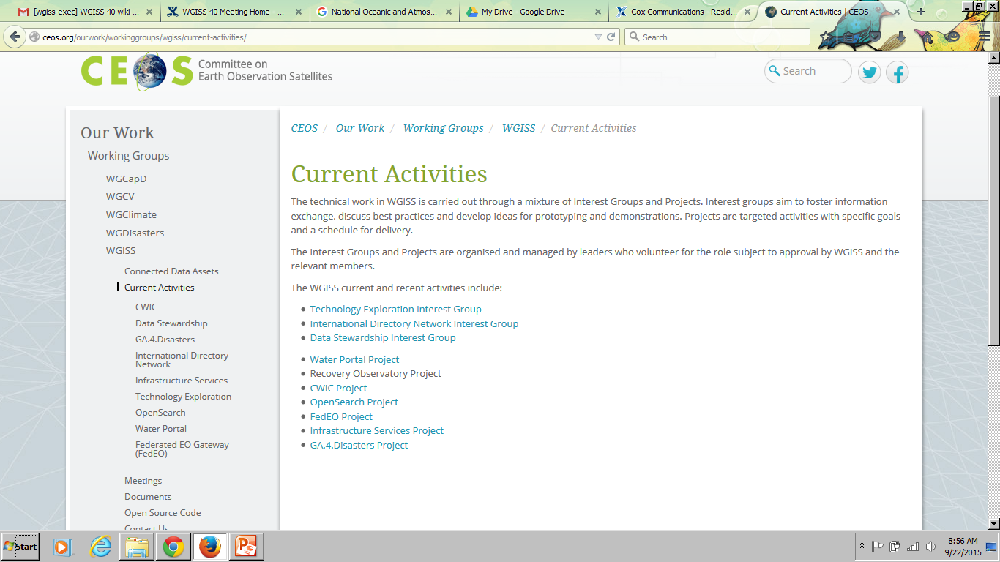 [wgiss-exec] WGISS 40 wiki ...
WGISS 40 Meeting Home - ...
National Oceanic and Atmos...
My Drive - Google Drive
Cox Communications - Resid...
Current Activities | CEOS
ceos.org/ourwork/workinggroups/wgiss/current-activities/
Search
CEOS
Committee on
Earth Observation Satellites
Search
Our Work
Working Groups
WGCapD
WGCV
WGClimate
WGDisasters
WGISS
Connected Data Assets
Current Activities
CWIC
Data Stewardship
GA.4.Disasters
International Directory
Network
Infrastructure Services
Technology Exploration
OpenSearch
Water Portal
Federated EO Gateway
(FedEO)
Meetings
Documents
Open Source Code
Contact Us
CEOS / Our Work / Working Groups / WGISS / Current Activities
Current Activities
The technical work in WGISS is carried out through a mixture of Interest Groups and Projects. Interest groups aim to foster information
exchange, discuss best practices and develop ideas for prototyping and demonstrations. Projects are targeted activities with specific goals
and a schedule for delivery.
The Interest Groups and Projects are organised and managed by leaders who volunteer for the role subject to approval by WGISS and the
relevant members.
The WGISS current and recent activities include:
• Technology Exploration Interest Group
• International Directory Network Interest Group
• Data Stewardship Interest Group
• Water Portal Project
• Recovery Observatory Project
• CWIC Project
• OpenSearch Project
• FedEO Project
• Infrastructure Services Project
• GA.4.Disasters Project
Start
8:56 AM
9/22/2015